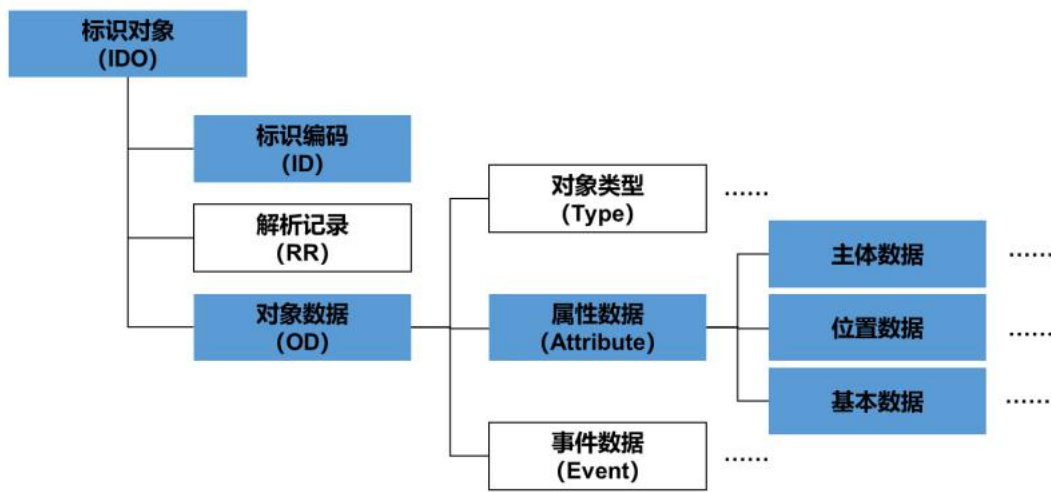 标识对象
(IDO)
标识编码
(ID)
解析记录
(RR)
对象数据
(OD)
对象类型
(Type)
……
属性数据
(Attribute)
事件数据
(Event)
……
主体数据
……
位置数据
……
基本数据
……